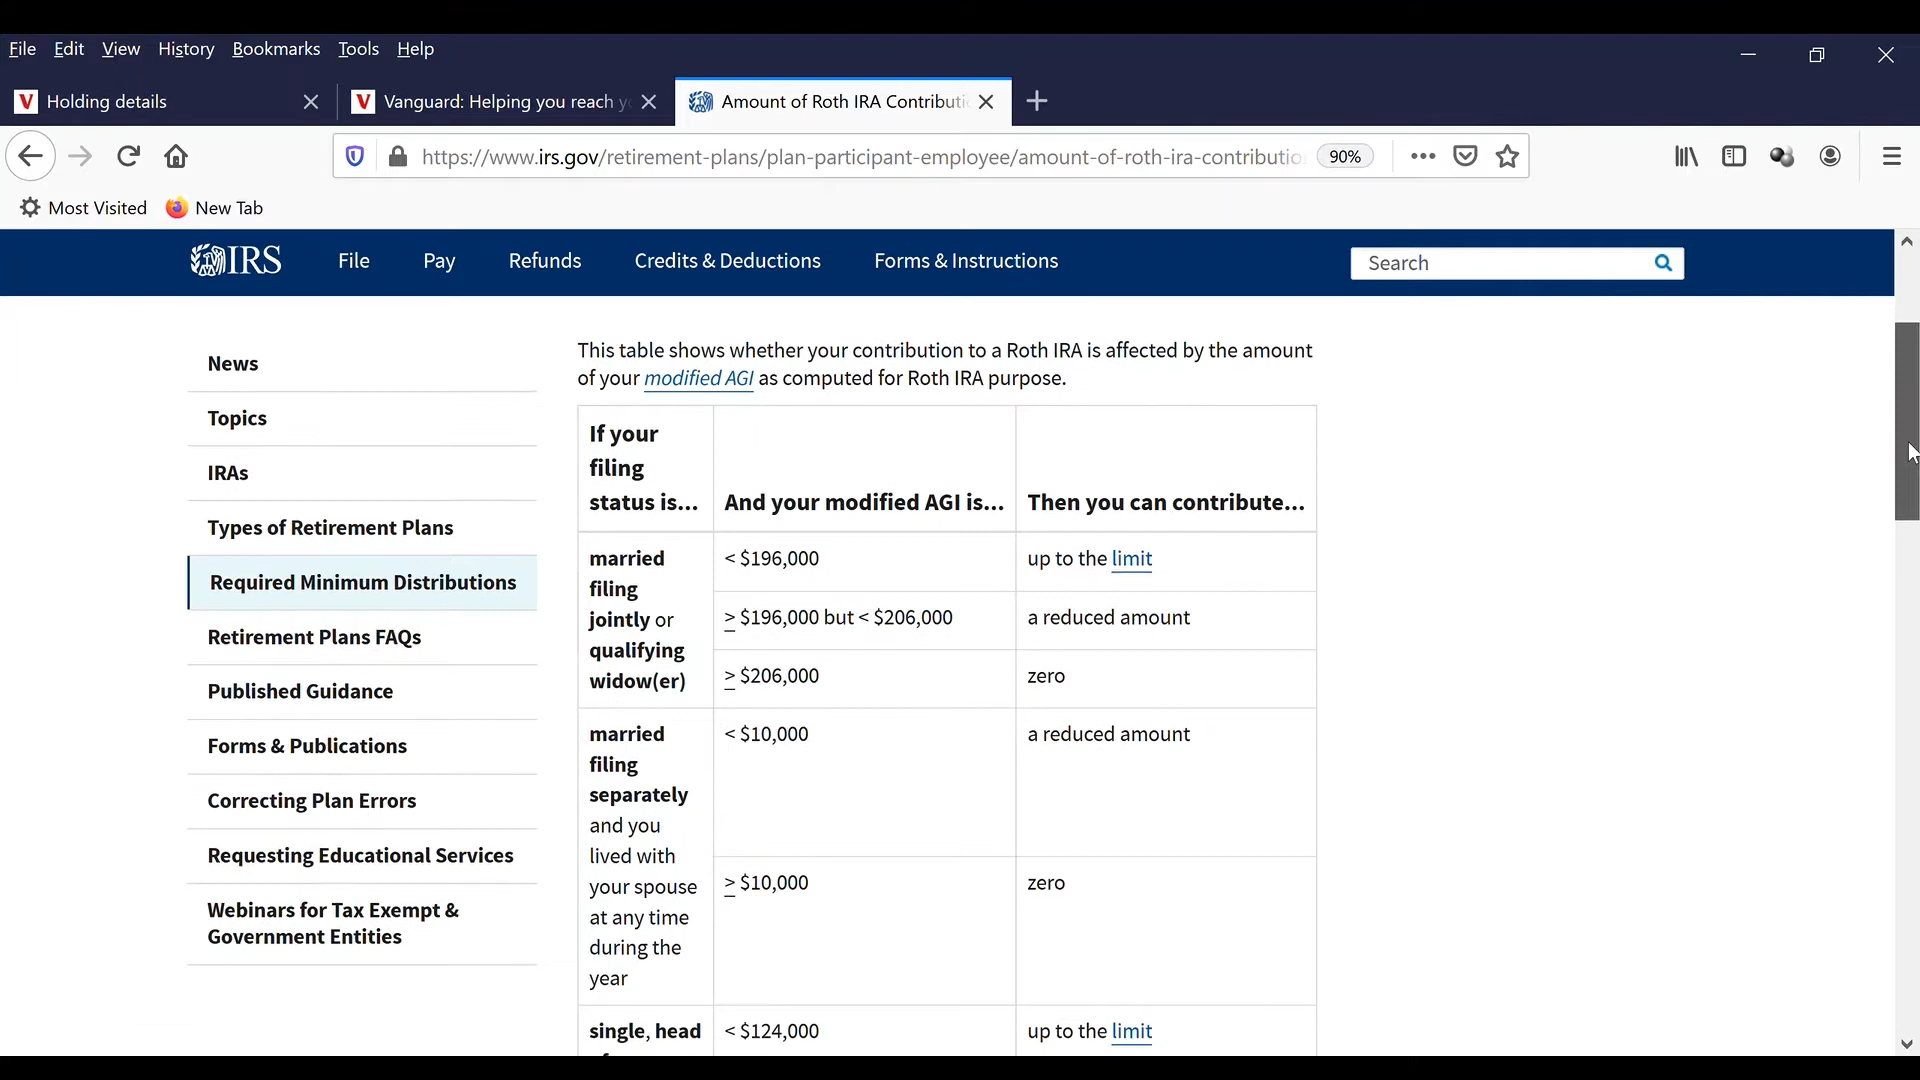 File Edit View History Bookmarks Tools Help
Holding details
Vanguard: Helping you reach yo
Amount of Roth IRA Contributi
https://www.irs.gov/retirement-plans/plan-participant-employee/amount-of-roth-ira-contributio
90%
Most Visited New Tab
IRS File Pay Refunds Credits & Deductions Forms & Instructions Search
News
Topics
IRAs
Types of Retirement Plans
Required Minimum Distributions
Retirement Plans FAQs
Published Guidance
Forms & Publications
Correcting Plan Errors
Requesting Educational Services
Webinars for Tax Exempt &
Government Entities
This table shows whether your contribution to a Roth IRA is affected by the amount
of your modified AGI as computed for Roth IRA purpose.
If your
filing
status is...
And your modified AGI is...
Then you can contribute...
married
filing
jointly or
qualifying
widow(er)
< $196,000
up to the limit
> $196,000 but < $206,000
a reduced amount
> $206,000
zero
married
filing
separately
and you
lived with
your spouse
at any time
during the
year
< $10,000
a reduced amount
> $10,000
zero
single, head
< $124,000
up to the limit